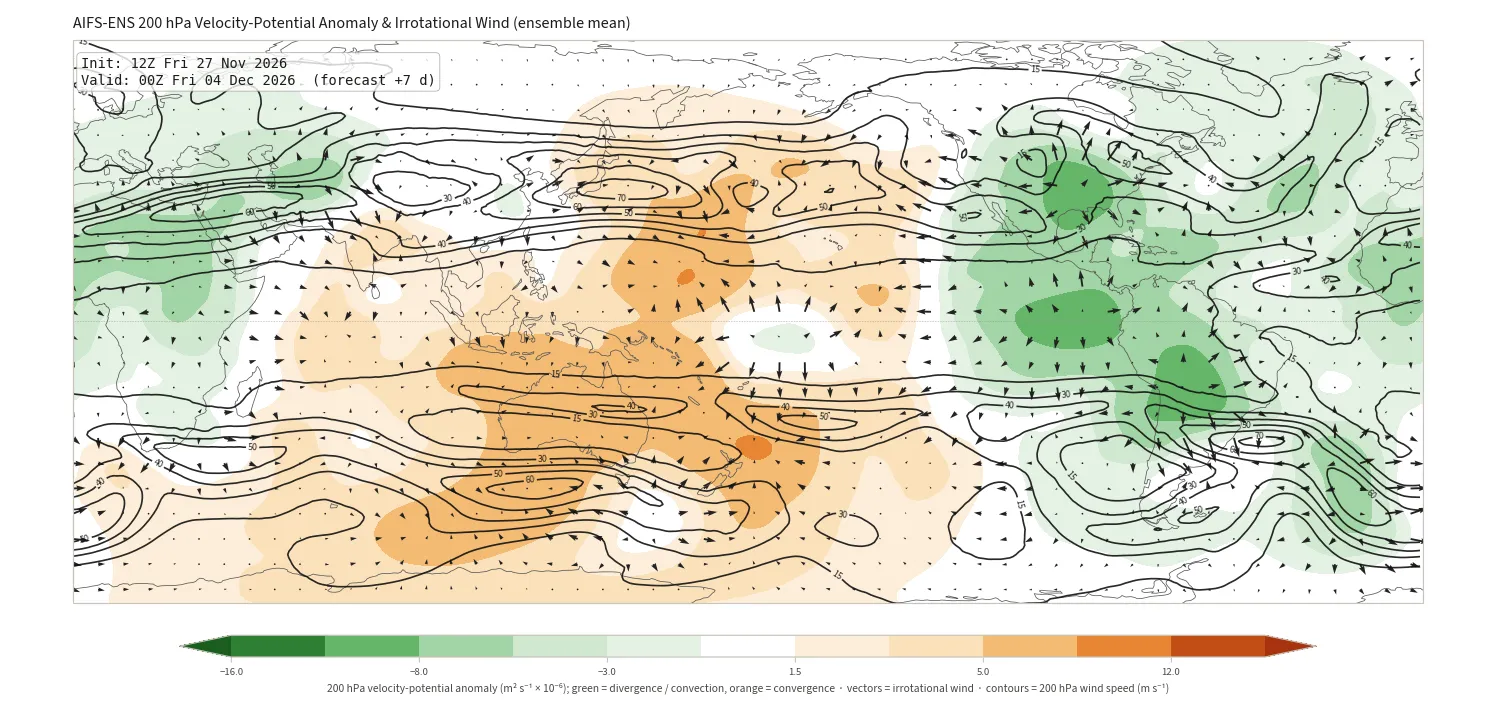 AIFS-ENS 200 hPa Velocity-Potential Anomaly & Irrotational Wind (ensemble mean)
Init: 12Z Fri 27 Nov 2026
Valid: 00Z Fri 04 Dec 2026 (forecast +7 d)
−16.0 −8.0 −3.0 1.5 5.0 12.0
200 hPa velocity-potential anomaly (m² s⁻¹ × 10⁻⁶); green = divergence / convection, orange = convergence · vectors = irrotational wind · contours = 200 hPa wind speed (m s⁻¹)